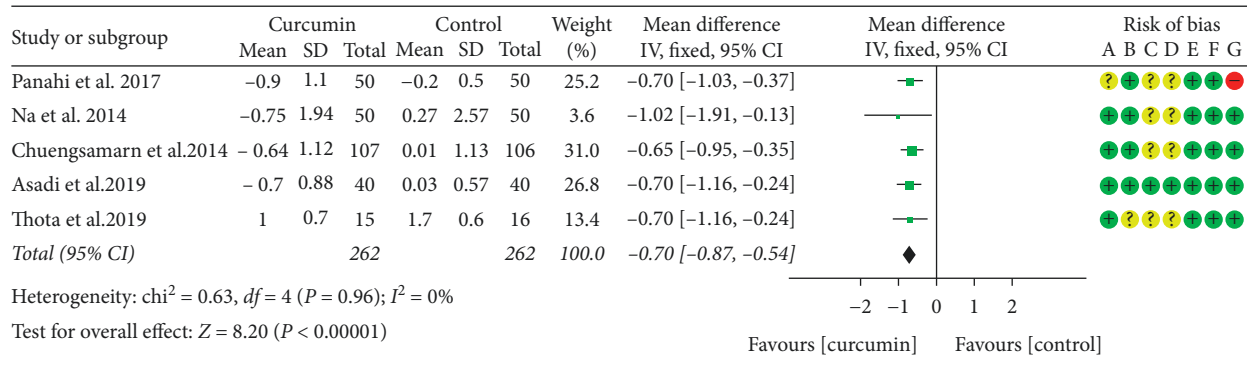 Study or subgroup Curcumin Control Weight (%) Mean difference IV, fixed, 95% CI Mean difference IV, fixed, 95% CI Risk of bias
Mean SD Total Mean SD Total A B C D E F G
Panahi et al. 2017 −0.9 1.1 50 −0.2 0.5 50 25.2 −0.70 [−1.03, −0.37] ? + ? ? + + −
Na et al. 2014 −0.75 1.94 50 0.27 2.57 50 3.6 −1.02 [−1.91, −0.13] + + ? ? + + +
Chuengsamarn et al.2014 − 0.64 1.12 107 0.01 1.13 106 31.0 −0.65 [−0.95, −0.35] + + ? ? + + +
Asadi et al.2019 − 0.7 0.88 40 0.03 0.57 40 26.8 −0.70 [−1.16, −0.24] + + + + + + +
Thota et al.2019 1 0.7 15 1.7 0.6 16 13.4 −0.70 [−1.16, −0.24] + ? ? ? + + +
Total (95% CI) 262 262 100.0 −0.70 [−0.87, −0.54]
Heterogeneity: chi² = 0.63, df = 4 (P = 0.96); I² = 0%
Test for overall effect: Z = 8.20 (P < 0.00001)
−2 −1 0 1 2
Favours [curcumin] Favours [control]